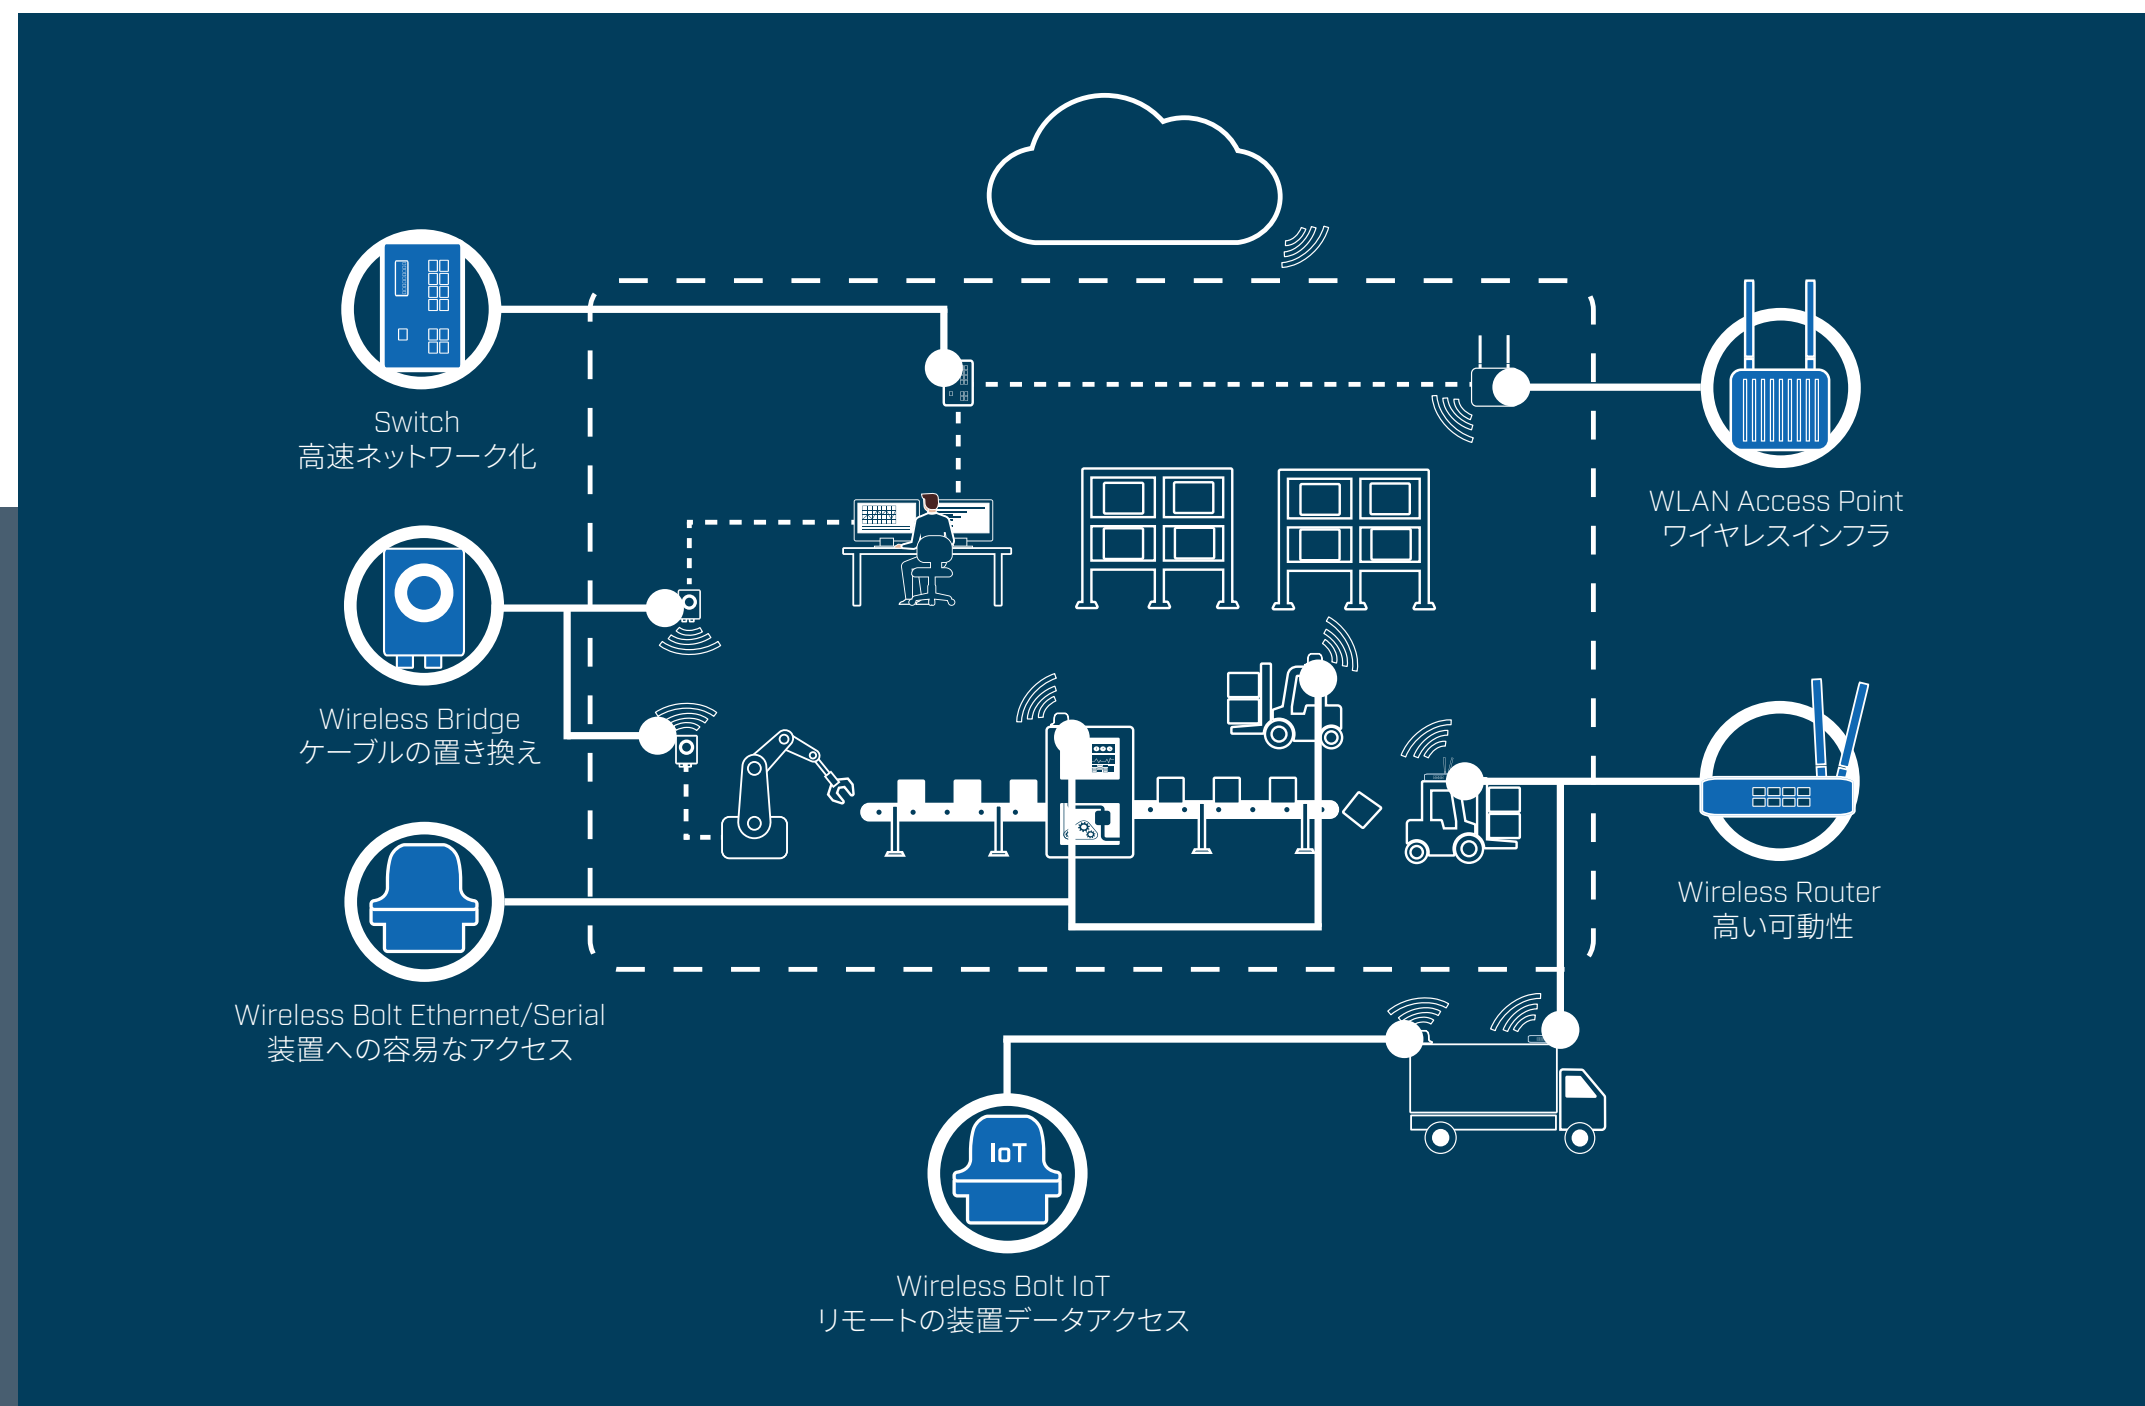 Switch
高速ネットワーク化
WLAN Access Point
ワイヤレスインフラ
Wireless Bridge
ケーブルの置き換え
Wireless Router
高い可動性
Wireless Bolt Ethernet/Serial
装置への容易なアクセス
IoT
Wireless Bolt IoT
リモートの装置データアクセス